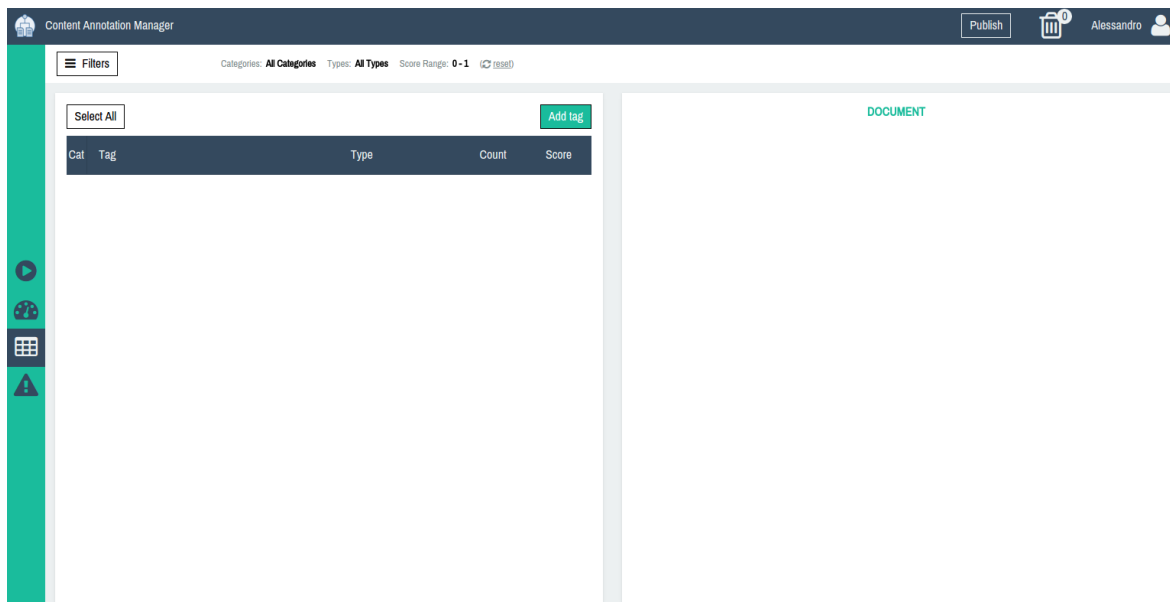 Content Annotation Manager
Publish
0
Alessandro
Filters
Categories: All Categories Types: All Types Score Range: 0 - 1 (reset)
Select All
Add tag
Cat Tag Type Count Score
DOCUMENT